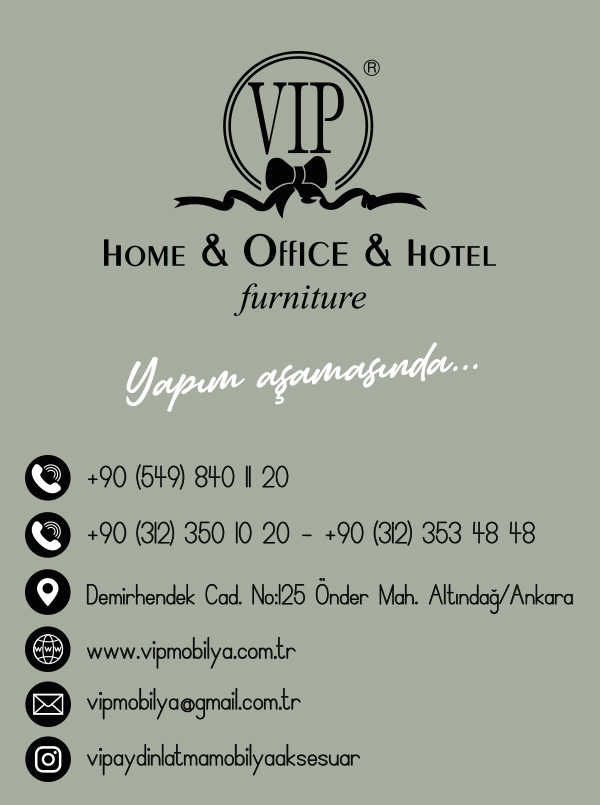 VIP ®
HOME & OffICE & HOTEL
furniture
Yapım aşamasında...
+90 (549) 840 11 20
+90 (312) 350 10 20 - +90 (312) 353 48 48
Demirhendek Cad. No:125 Önder Mah. Altındağ/Ankara
www.vipmobilya.com.tr
WWW
vipmobilya@gmail.com.tr
vipaydinlatmamobilyaaksesuar